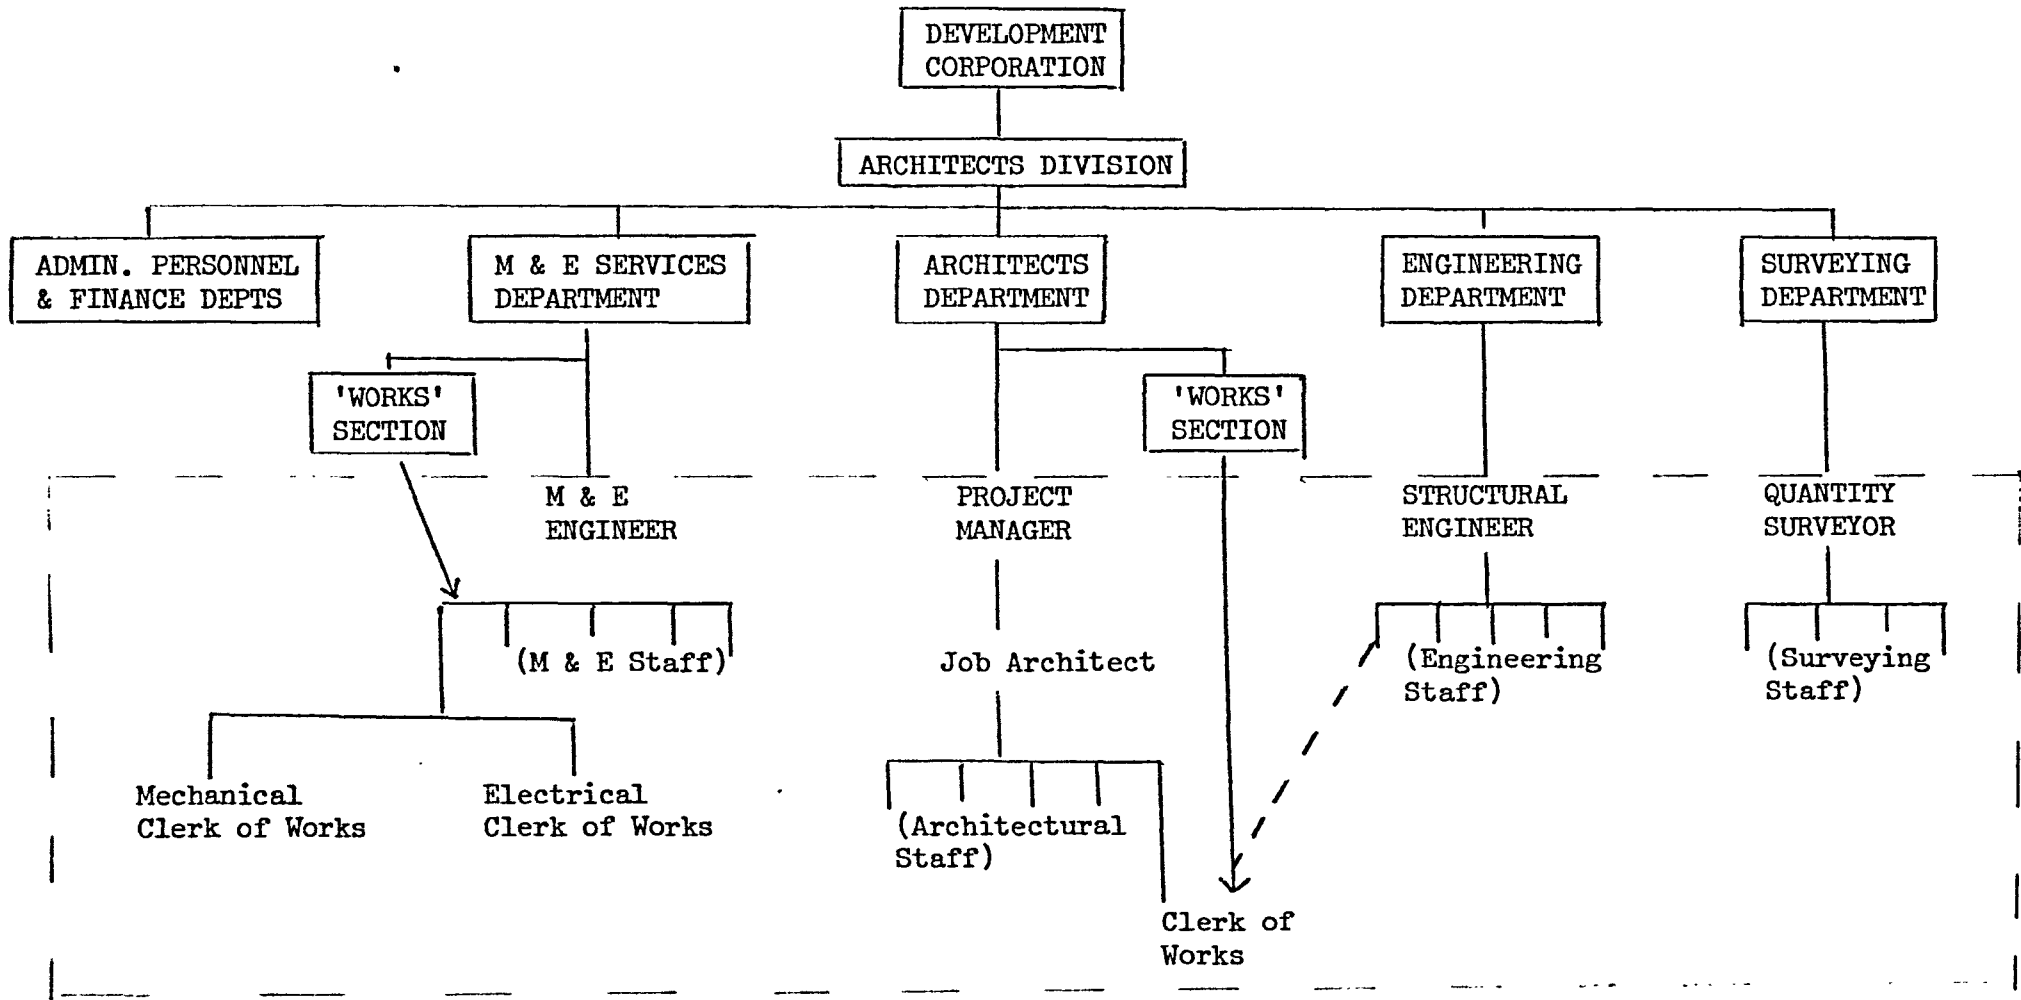 DEVELOPMENT
CORPORATION
ARCHITECTS DIVISION
ADMIN. PERSONNEL
& FINANCE DEPTS
M & E SERVICES
DEPARTMENT
ARCHITECTS
DEPARTMENT
ENGINEERING
DEPARTMENT
SURVEYING
DEPARTMENT
'WORKS'
SECTION
'WORKS'
SECTION
M & E
ENGINEER
PROJECT
MANAGER
STRUCTURAL
ENGINEER
QUANTITY
SURVEYOR
(M & E Staff)
Job Architect
(Engineering
Staff)
(Surveying
Staff)
Mechanical
Clerk of Works
Electrical
Clerk of Works
(Architectural
Staff)
Clerk of
Works